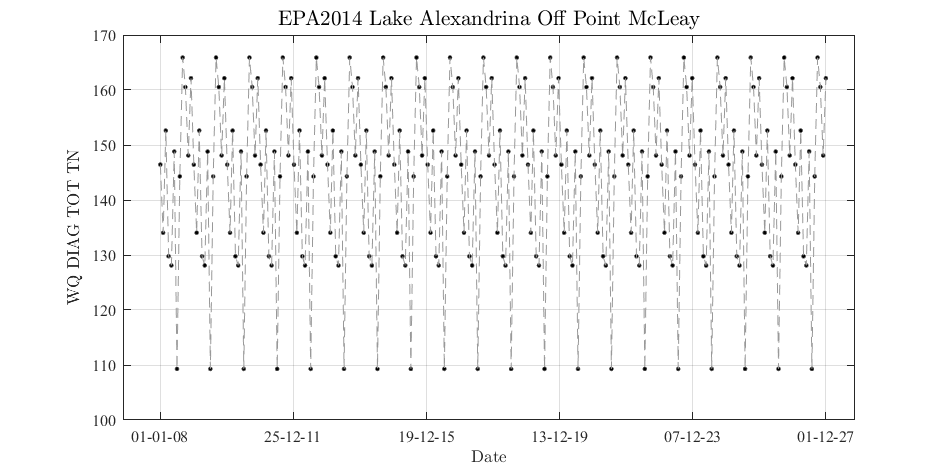 EPA2014 Lake Alexandrina Off Point McLeay
170
160
150
140
130
120
110
100
WQ DIAG TOT TN
01-01-08 25-12-11 19-12-15 13-12-19 07-12-23 01-12-27
Date